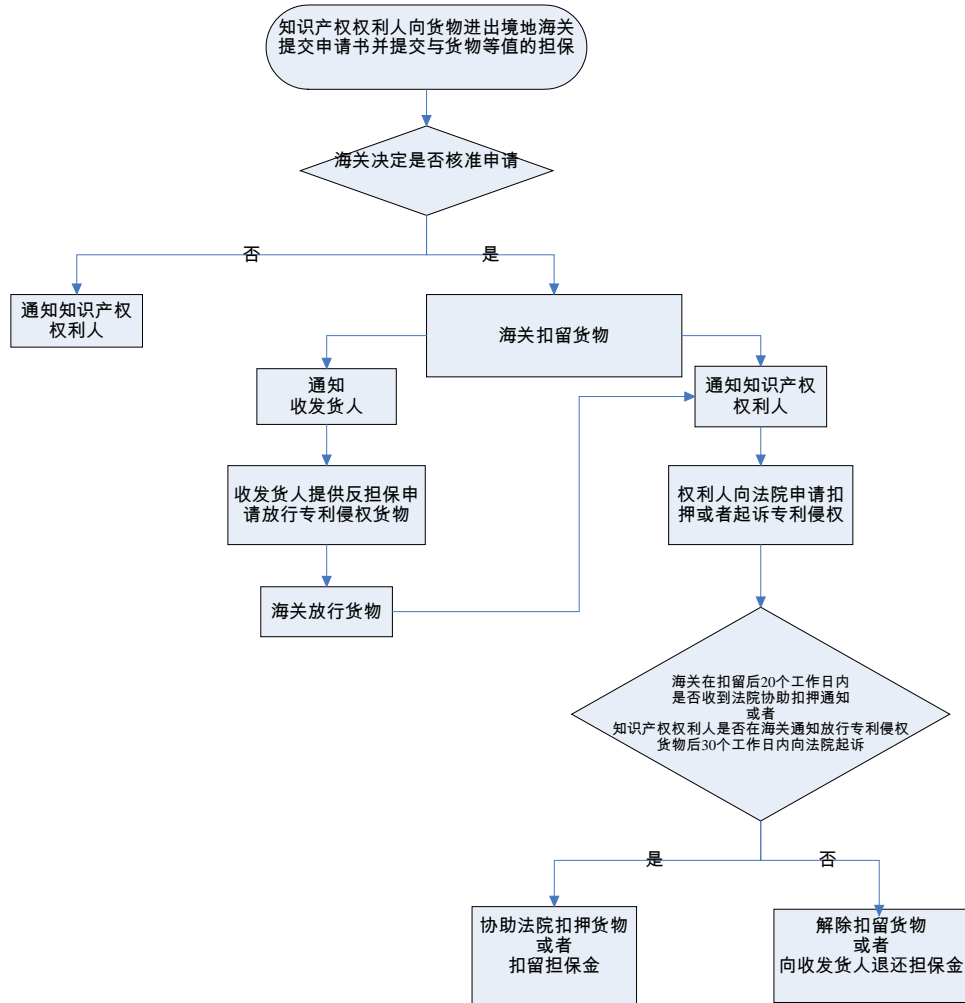 知识产权权利人向货物进出境地海关
提交申请书并提交与货物等值的担保
海关决定是否核准申请
否
是
通知知识产权
权利人
海关扣留货物
通知
收发货人
通知知识产权
权利人
收发货人提供反担保申
请放行专利侵权货物
权利人向法院申请扣
押或者起诉专利侵权
海关放行货物
海关在扣留后20个工作日内
是否收到法院协助扣押通知
或者
知识产权权利人是否在海关通知放行专利侵权
货物后30个工作日内向法院起诉
是
否
协助法院扣押货物
或者
扣留担保金
解除扣留货物
或者
向收发货人退还担保金